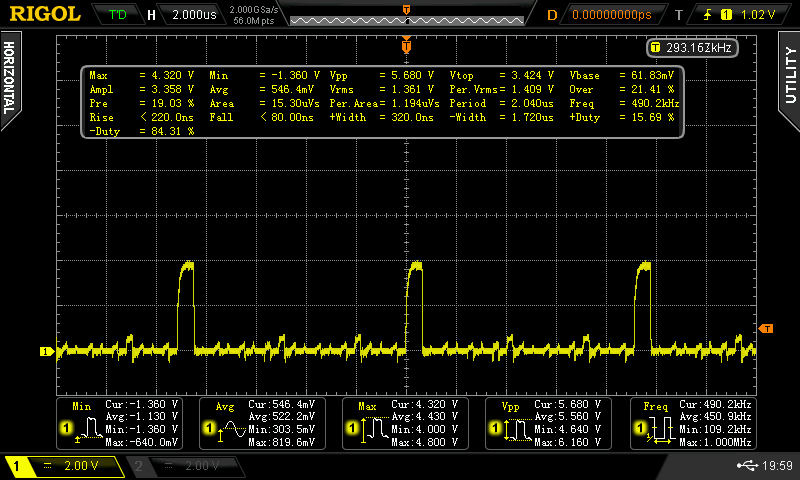 RIGOL T'D H 2.000us 2.000GSa/s 56.0M pts T D 0.00000000ps T 1 1.02 V
HORIZONTAL
UTILITY
T
T 293.162kHz
Max = 4.320 V Min = -1.360 V Vpp = 5.680 V Vtop = 3.424 V Vbase = 61.83mV
Ampl = 3.358 V Avg = 546.4mV Vrms = 1.361 V Per.Vrms= 1.409 V Over = 21.41 %
Pre = 19.03 % Area = 15.30uVs Per.Area= 1.194uVs Period = 2.040us Freq = 490.2kHz
Rise < 220.0ns Fall < 80.00ns +Width = 320.0ns -Width = 1.720us +Duty = 15.69 %
-Duty = 84.31 %
T
1
Min Cur:-1.360 V Avg Cur:546.4mV Max Cur:4.320 V Vpp Cur:5.680 V Freq Cur:490.2kHz
Avg:-1.130 V Avg:522.2mV Avg:4.430 V Avg:5.560 V Avg:450.9kHz
1 Min:-1.360 V 1 Min:303.5mV 1 Min:4.000 V 1 Min:4.640 V 1 Min:109.2kHz
Max:-640.0mV Max:819.6mV Max:4.800 V Max:6.160 V Max:1.000MHz
1 = 2.00 V 2 = 2.00 V 19:59